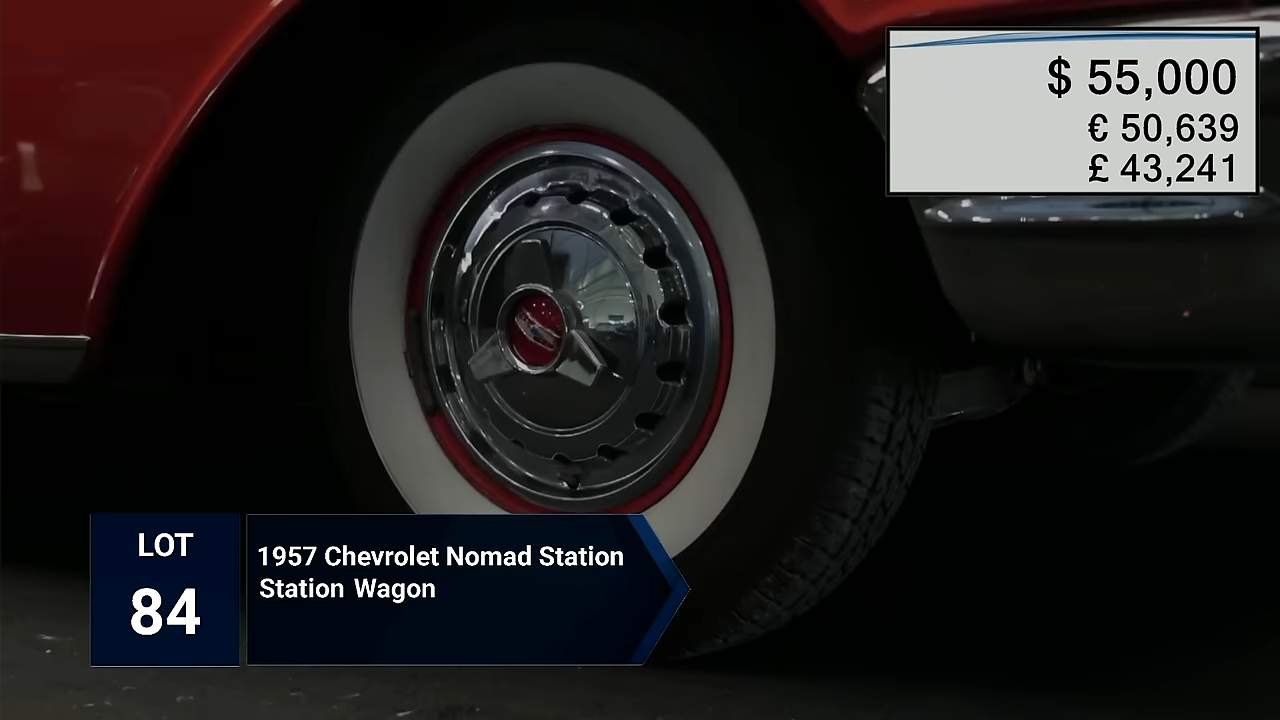 $ 55,000
€ 50,639
£ 43,241
LOT
84
1957 Chevrolet Nomad Station
Station Wagon